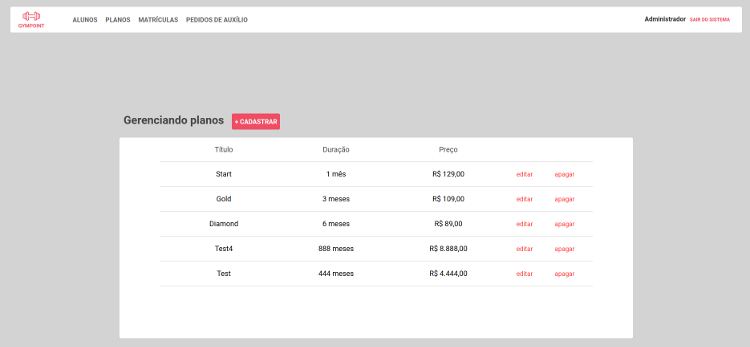 GYMPOINT
ALUNOS PLANOS MATRÍCULAS PEDIDOS DE AUXÍLIO
Administrador SAIR DO SISTEMA
Gerenciando planos + CADASTRAR
Título Duração Preço
Start 1 mês R$ 129,00 editar apagar
Gold 3 meses R$ 109,00 editar apagar
Diamond 6 meses R$ 89,00 editar apagar
Test4 888 meses R$ 8.888,00 editar apagar
Test 444 meses R$ 4.444,00 editar apagar